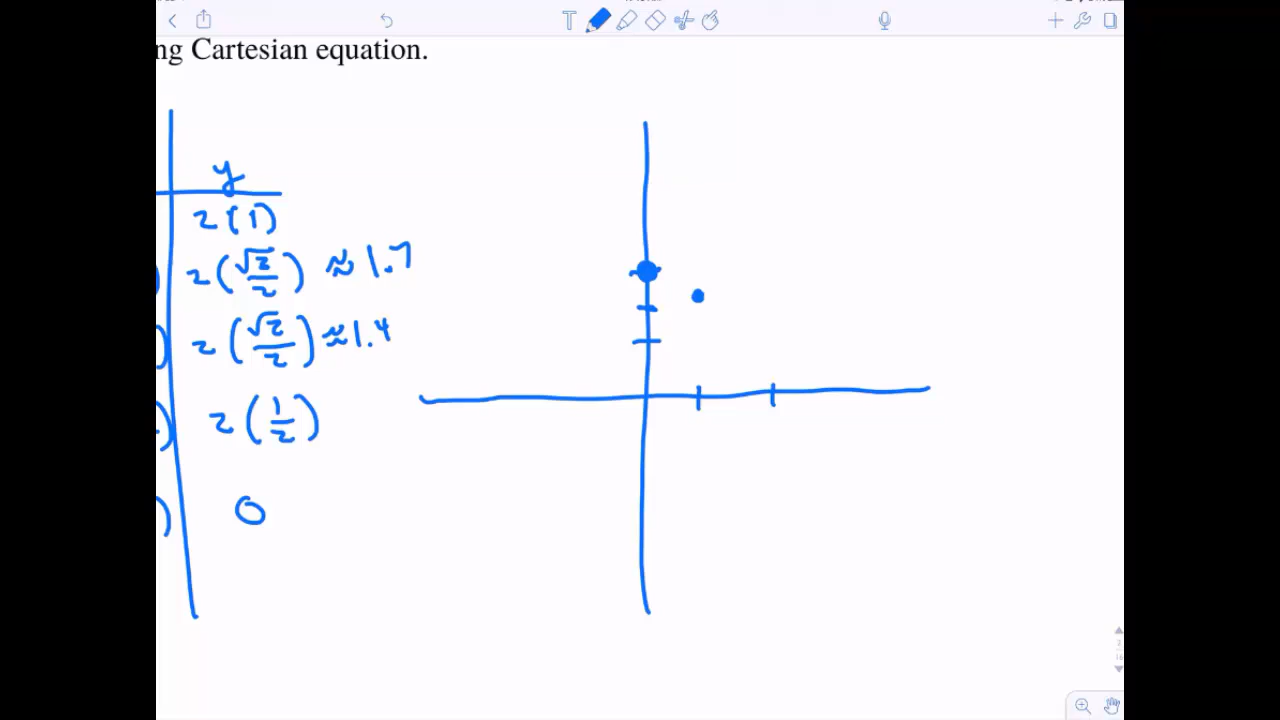 ng Cartesian equation.
y
2(1)
) 2(√2/2) ≈1.7
) 2(√2/2) ≈1.4
) 2(1/2)
) 0